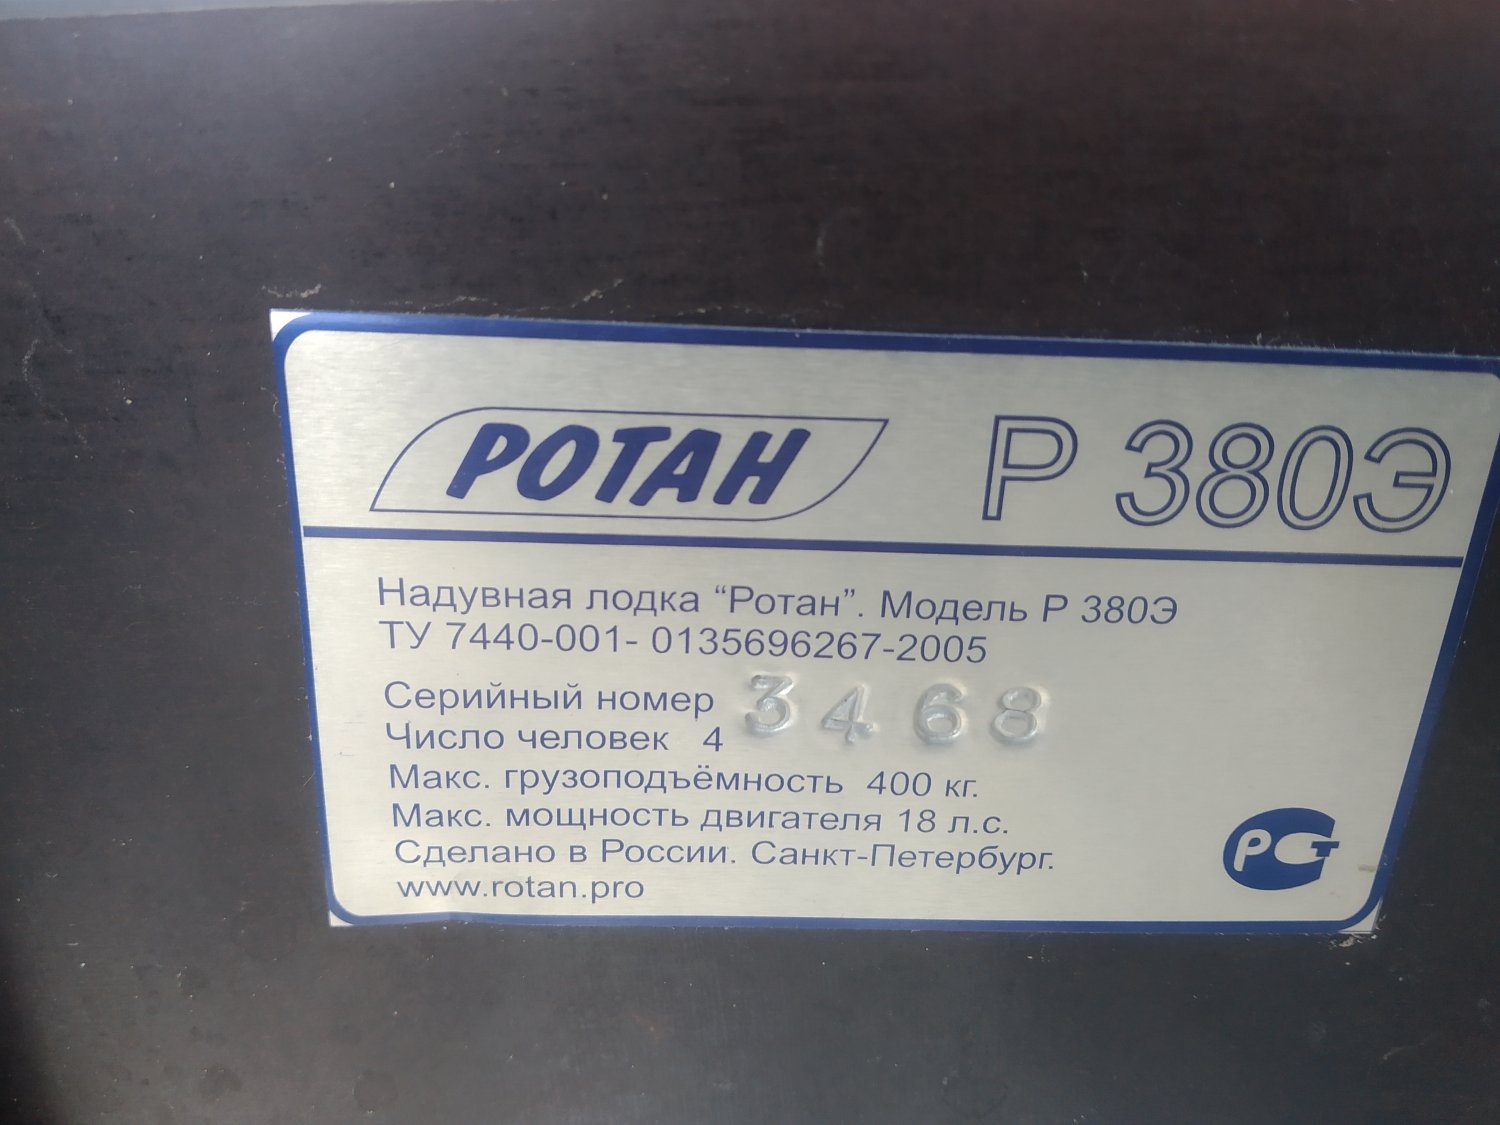 РОТАН Р 380Э
Надувная лодка “Ротан”. Модель Р 380Э
ТУ 7440-001- 0135696267-2005
Серийный номер 3468
Число человек 4
Макс. грузоподъёмность 400 кг.
Макс. мощность двигателя 18 л.с.
Сделано в России. Санкт-Петербург.
www.rotan.pro
РСТ